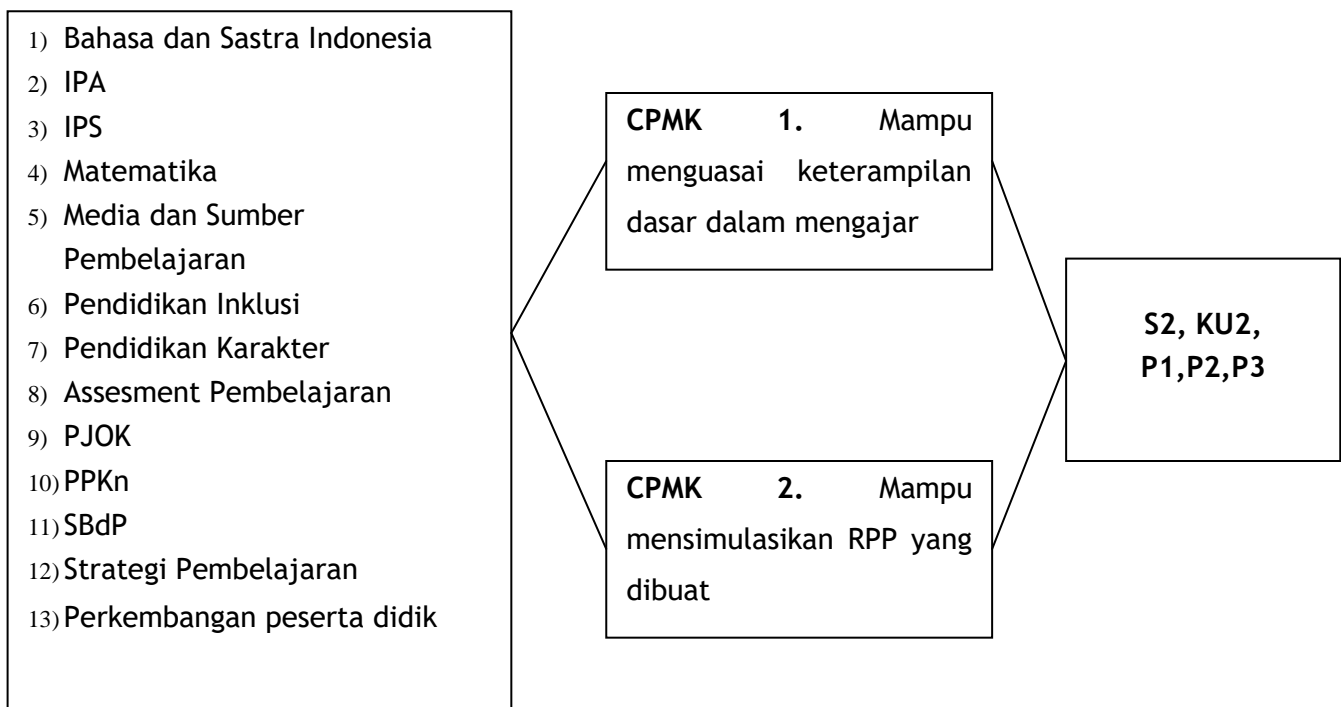 1) Bahasa dan Sastra Indonesia
2) IPA
3) IPS
4) Matematika
5) Media dan Sumber
Pembelajaran
6) Pendidikan Inklusi
7) Pendidikan Karakter
8) Assesment Pembelajaran
9) PJOK
10) PPKn
11) SBdP
12) Strategi Pembelajaran
13) Perkembangan peserta didik
CPMK 1. Mampu
menguasai keterampilan
dasar dalam mengajar
CPMK 2. Mampu
mensimulasikan RPP yang
dibuat
S2, KU2,
P1,P2,P3